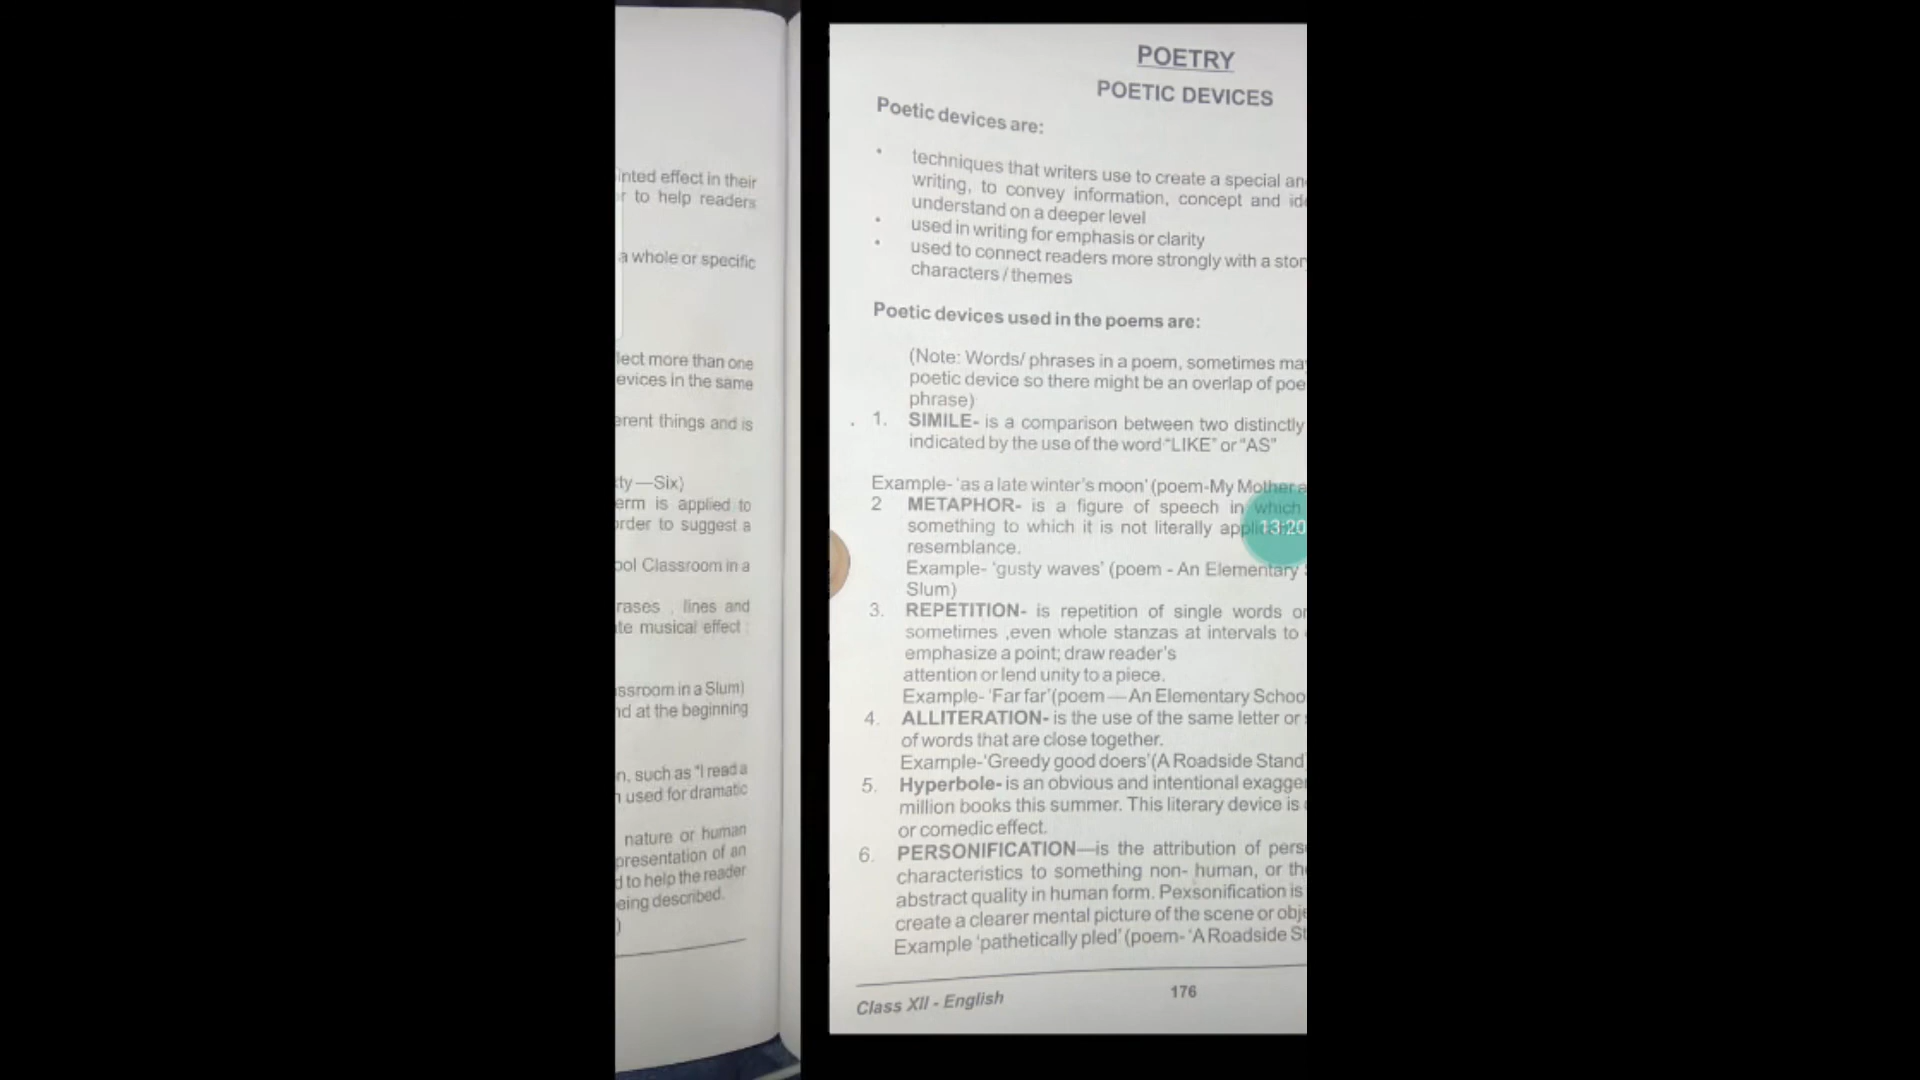 inted effect in their
r to help readers
a whole or specific
lect more than one
evices in the same
erent things and is
ty—Six)
erm is applied to
order to suggest a
ool Classroom in a
rases , lines and
te musical effect ;
ssroom in a Slum)
nd at the beginning
n, such as "I read a
n used for dramatic
nature or human
presentation of an
d to help the reader
eing described.
)
POETRY
POETIC DEVICES
Poetic devices are:
• techniques that writers use to create a special an
writing, to convey information, concept and id
understand on a deeper level
• used in writing for emphasis or clarity
• used to connect readers more strongly with a stor
characters / themes
Poetic devices used in the poems are:
(Note: Words/ phrases in a poem, sometimes ma
poetic device so there might be an overlap of poe
phrase)
1. SIMILE- is a comparison between two distinctly
indicated by the use of the word "LIKE" or "AS"
Example- 'as a late winter's moon' (poem-My Mother a
2 METAPHOR- is a figure of speech in which
something to which it is not literally appli
13:20
resemblance.
Example- 'gusty waves' (poem - An Elementary S
Slum)
3. REPETITION- is repetition of single words or
sometimes ,even whole stanzas at intervals to
emphasize a point; draw reader's
attention or lend unity to a piece.
Example- 'Far far'(poem — An Elementary Schoo
4. ALLITERATION- is the use of the same letter or
of words that are close together.
Example-'Greedy good doers'(A Roadside Stand
5. Hyperbole- is an obvious and intentional exagge
million books this summer. This literary device is
or comedic effect.
6. PERSONIFICATION—is the attribution of pers
characteristics to something non- human, or th
abstract quality in human form. Pexsonification is
create a clearer mental picture of the scene or obje
Example 'pathetically pled' (poem- 'A Roadside St
Class XII - English
176